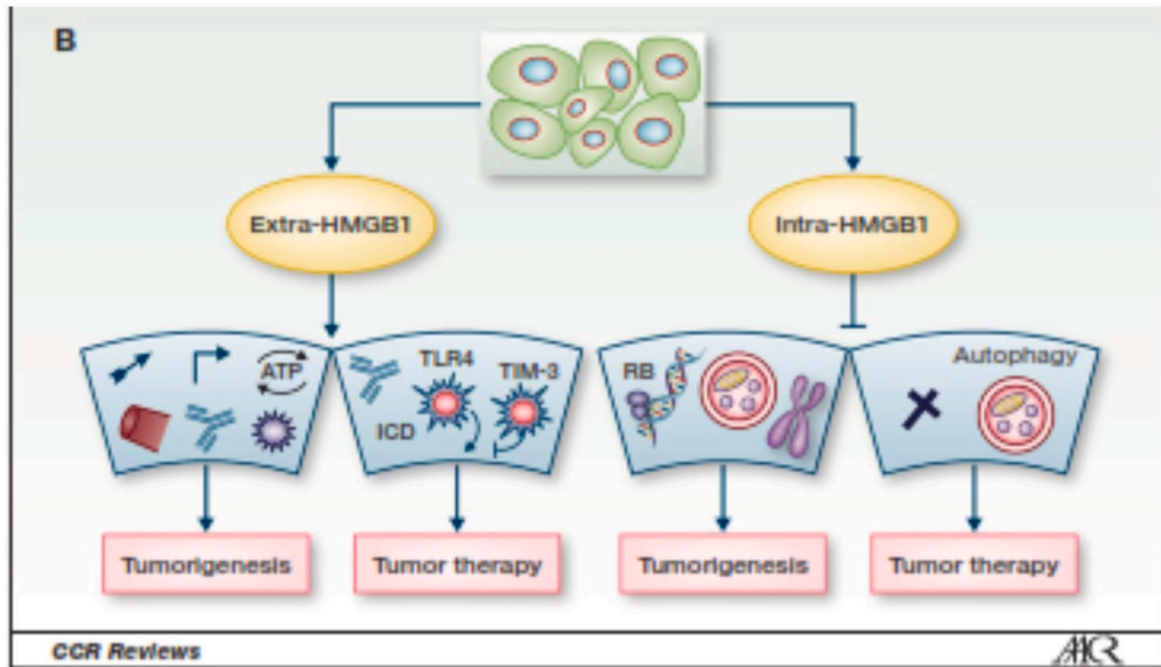 B
Extra-HMGB1
Intra-HMGB1
ATP
TLR4
TIM-3
ICD
RB
Autophagy
Tumorigenesis
Tumor therapy
Tumorigenesis
Tumor therapy
CCR Reviews
AACR